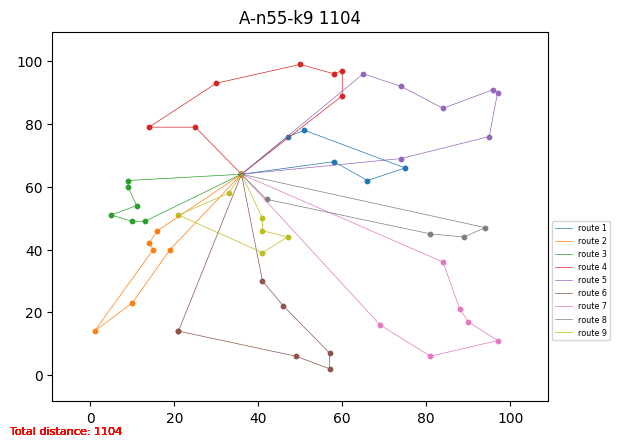 A-n55-k9 1104
100
80
60
40
20
0
0 20 40 60 80 100
route 1
route 2
route 3
route 4
route 5
route 6
route 7
route 8
route 9
Total distance: 1104